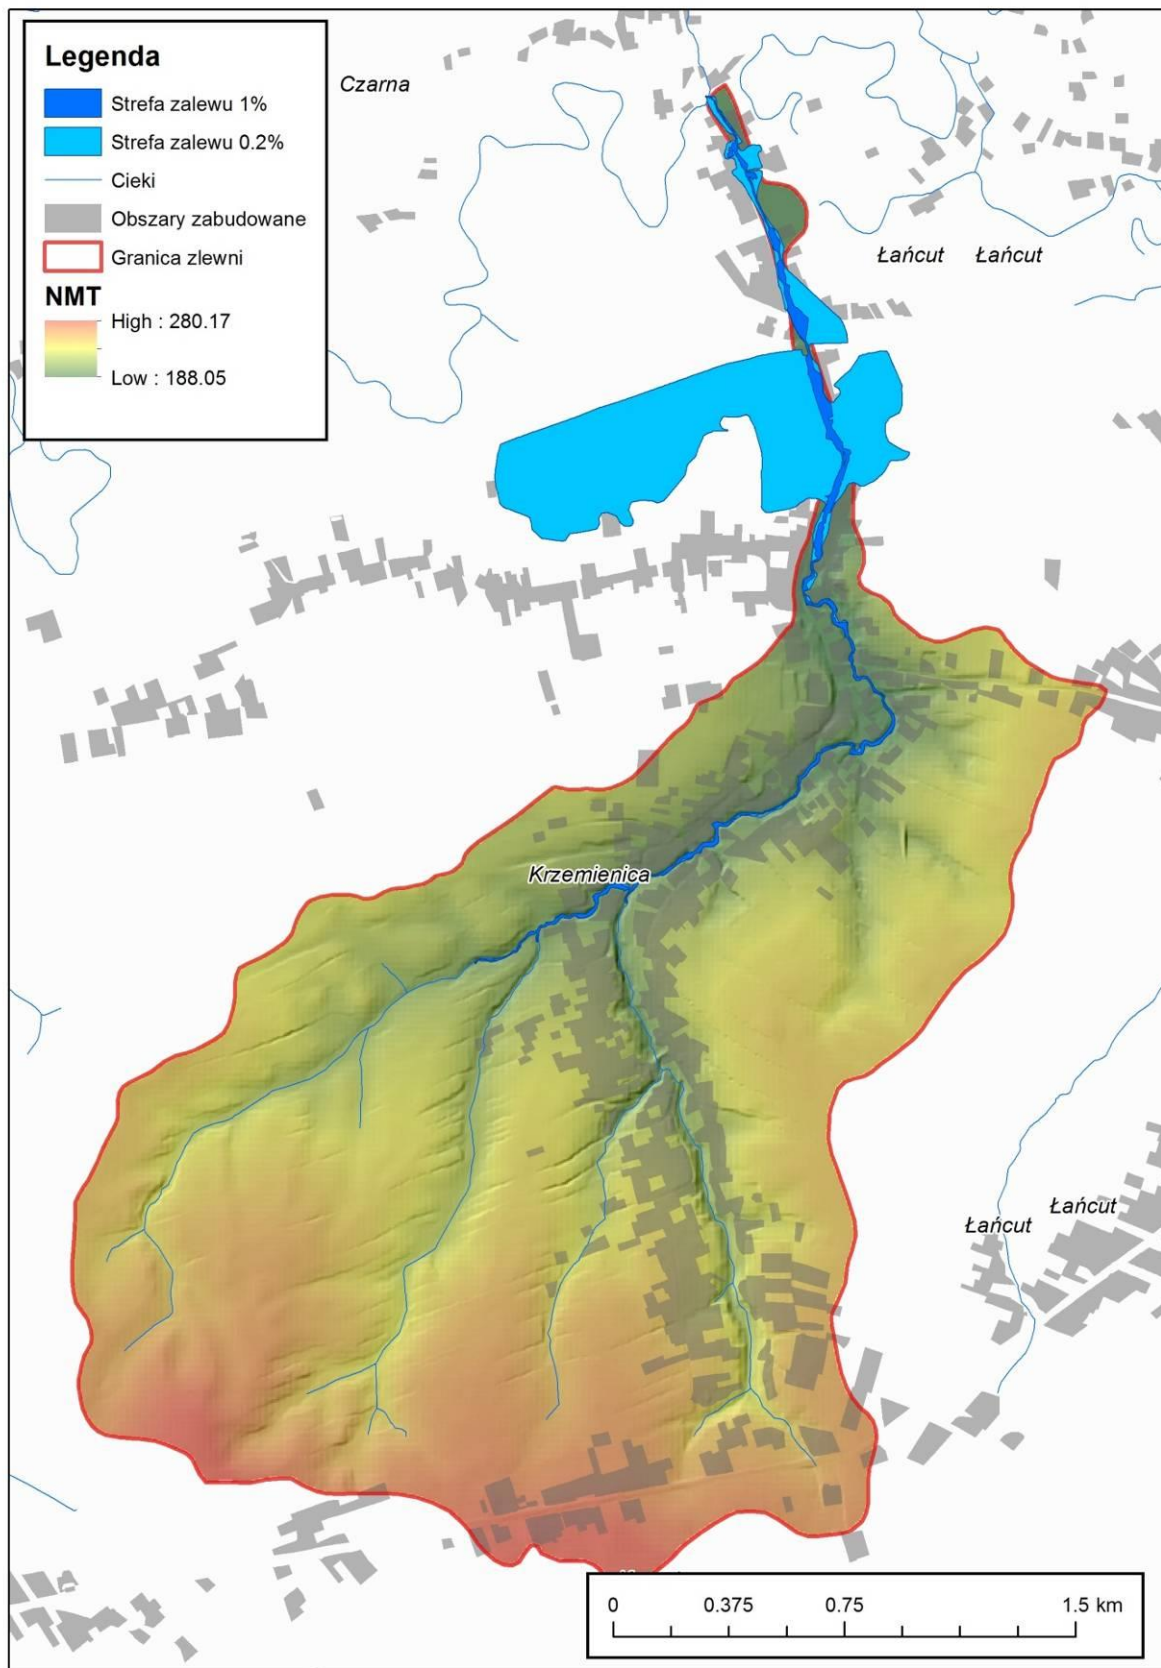 Legenda
Strefa zalewu 1%
Strefa zalewu 0.2%
Cieki
Obszary zabudowane
Granica zlewni
NMT
High : 280.17
Low : 188.05
Czarna
Łańcut Łańcut
Krzemienica
Łańcut
Łańcut
0 0.375 0.75 1.5 km